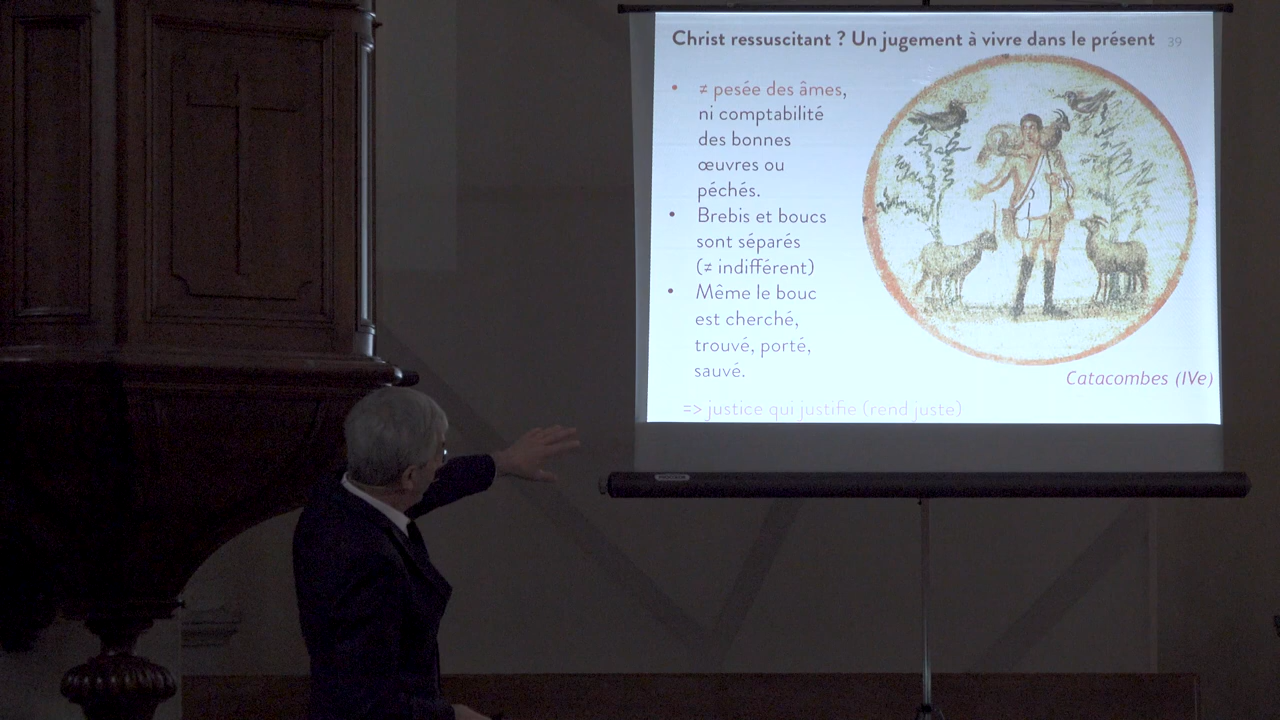 Christ ressuscitant ? Un jugement à vivre dans le présent 39
• ≠ pesée des âmes,
ni comptabilité
des bonnes
œuvres ou
péchés.
• Brebis et boucs
sont séparés
(≠ indifférent)
• Même le bouc
est cherché,
trouvé, porté,
sauvé.
Catacombes (IVe)
=> justice qui justifie (rend juste)